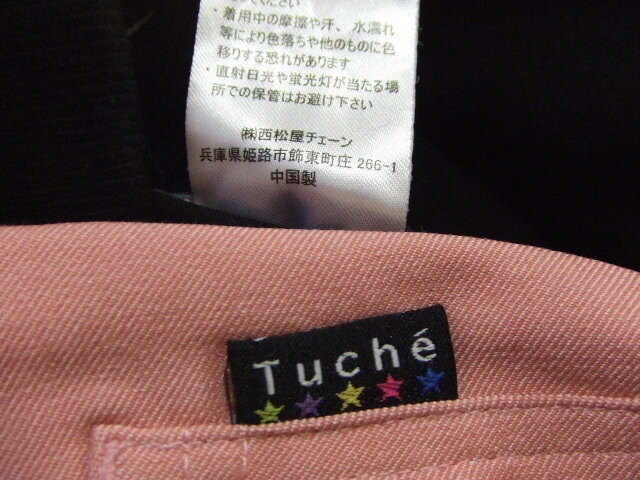 ・着用中の摩擦や汗、水濡れ
等により色落ちや他のものに色
移りする恐れがあります
・直射日光や蛍光灯が当たる場
所での保管はお避け下さい
㈱西松屋チェーン
兵庫県姫路市飾東町庄 266-1
中国製
Tuché